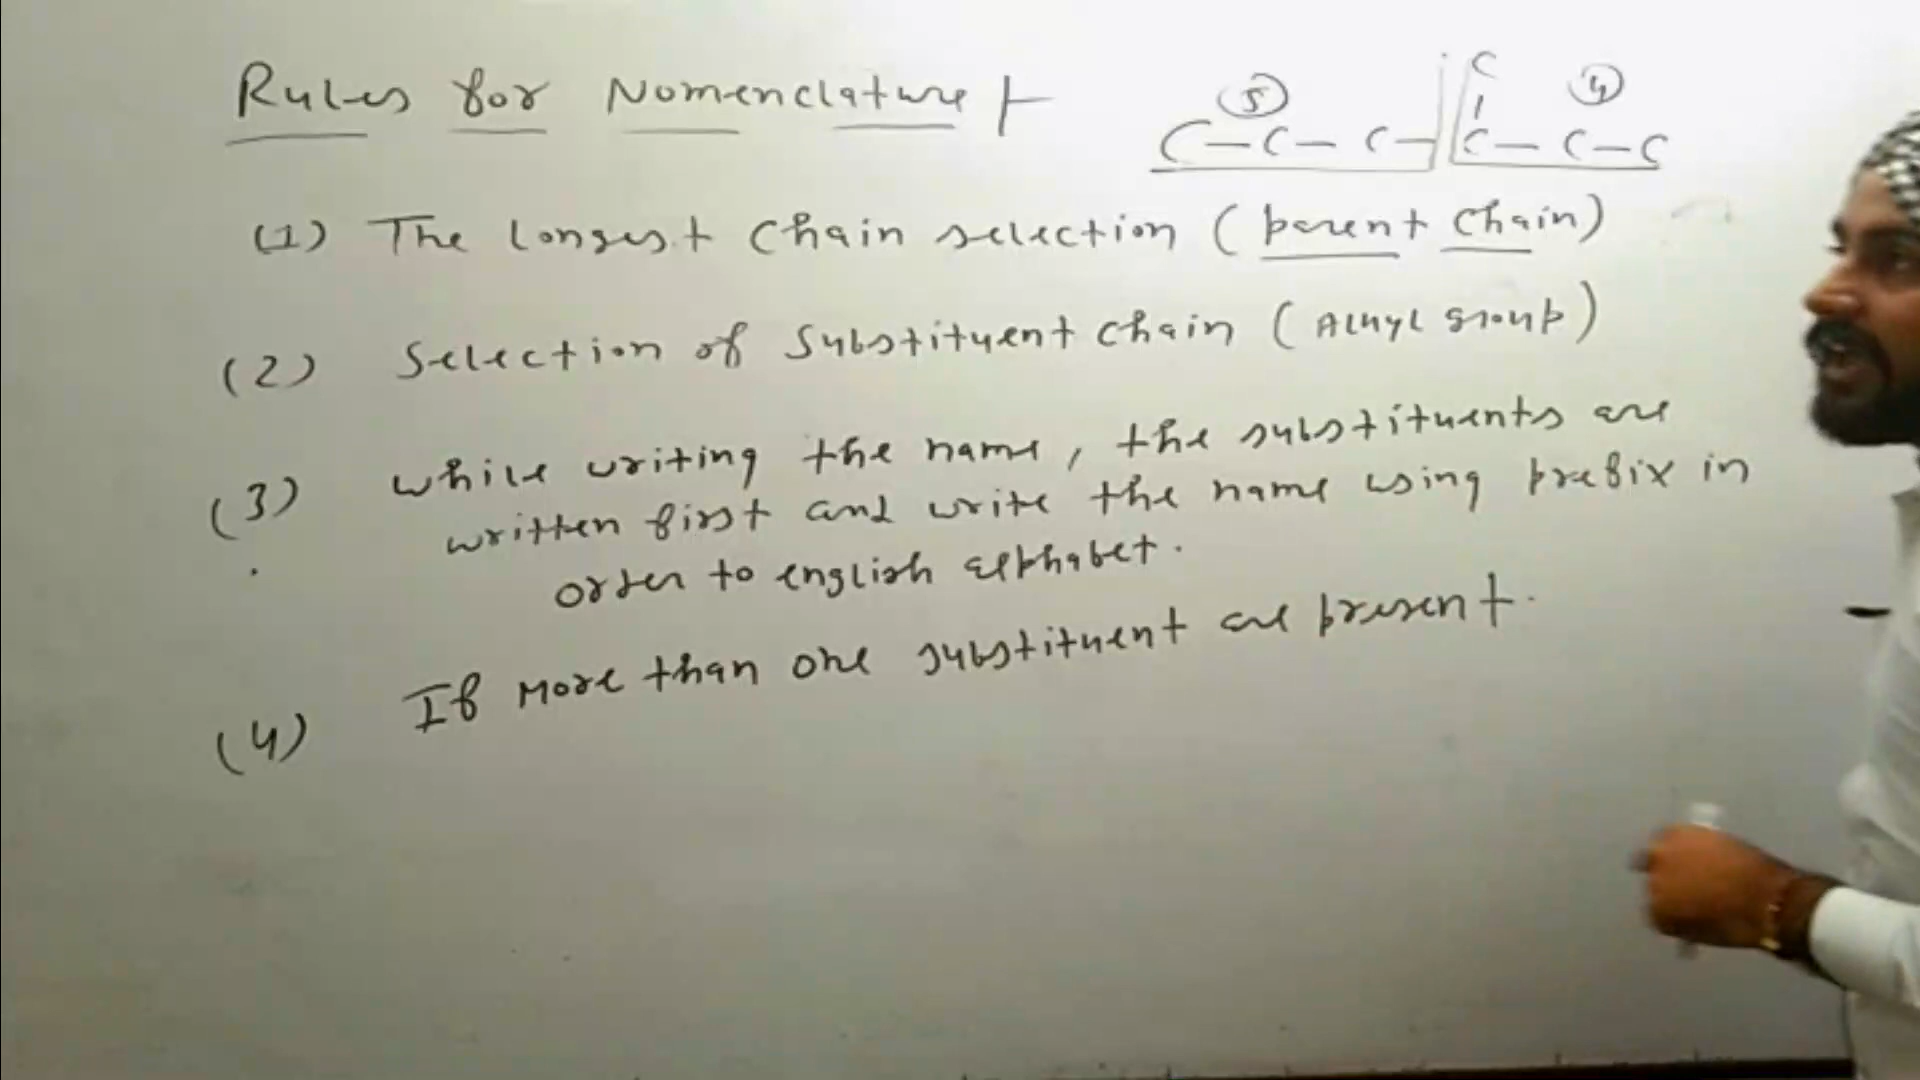 Rules for Nomenclature
C
5 4
C-C-C-C-C-C
(1) The longest chain selection (parent chain)
(2) Selection of Substituent chain (Alkyl group)
(3) while writing the name, the substituents are
written first and write the name using prefix in
order to english alphabet.
(4) If more than one substituent are present.